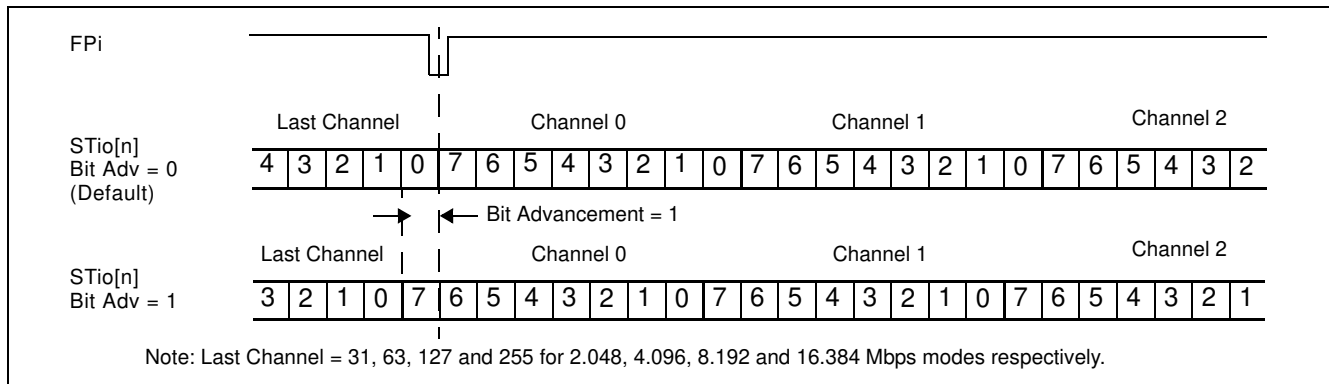 FPi
Last Channel Channel 0 Channel 1 Channel 2
STio[n]
Bit Adv = 0
(Default)
4 3 2 1 0 7 6 5 4 3 2 1 0 7 6 5 4 3 2 1 0 7 6 5 4 3 2
Bit Advancement = 1
Last Channel Channel 0 Channel 1 Channel 2
STio[n]
Bit Adv = 1
3 2 1 0 7 6 5 4 3 2 1 0 7 6 5 4 3 2 1 0 7 6 5 4 3 2 1
Note: Last Channel = 31, 63, 127 and 255 for 2.048, 4.096, 8.192 and 16.384 Mbps modes respectively.